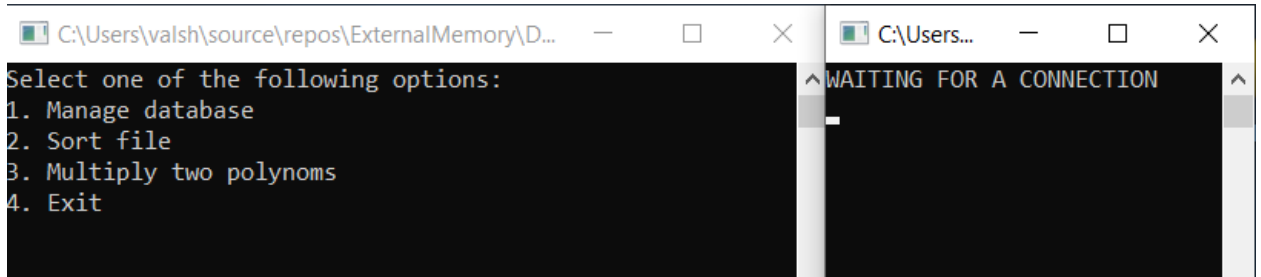 C:\Users\valsh\source\repos\ExternalMemory\D...
Select one of the following options:
1. Manage database
2. Sort file
3. Multiply two polynoms
4. Exit
C:\Users...
WAITING FOR A CONNECTION